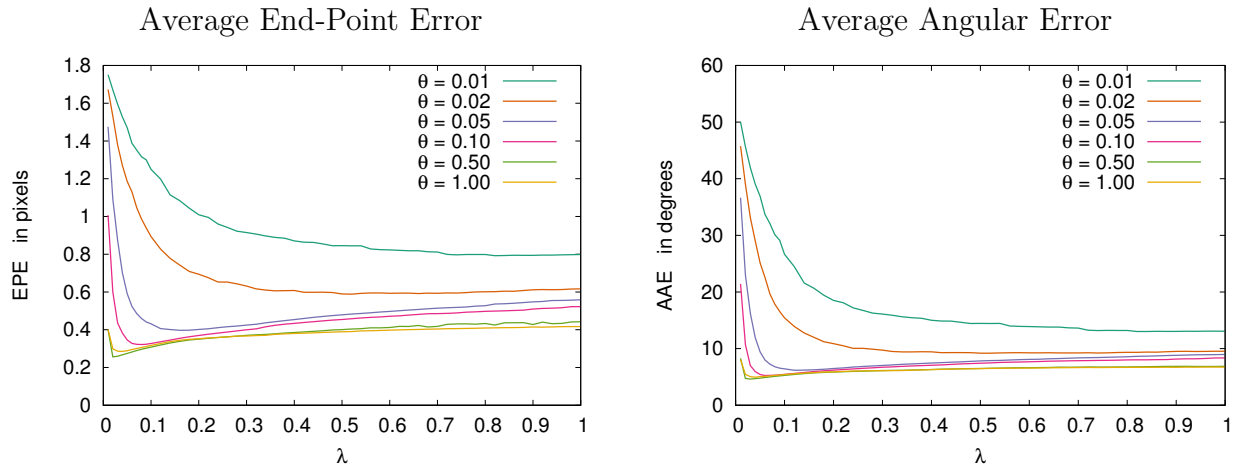 Average End-Point Error
EPE in pixels
1.8
1.6
1.4
1.2
1
0.8
0.6
0.4
0.2
0
θ = 0.01
θ = 0.02
θ = 0.05
θ = 0.10
θ = 0.50
θ = 1.00
0 0.1 0.2 0.3 0.4 0.5 0.6 0.7 0.8 0.9 1
λ
Average Angular Error
AAE in degrees
60
50
40
30
20
10
0
θ = 0.01
θ = 0.02
θ = 0.05
θ = 0.10
θ = 0.50
θ = 1.00
0 0.1 0.2 0.3 0.4 0.5 0.6 0.7 0.8 0.9 1
λ